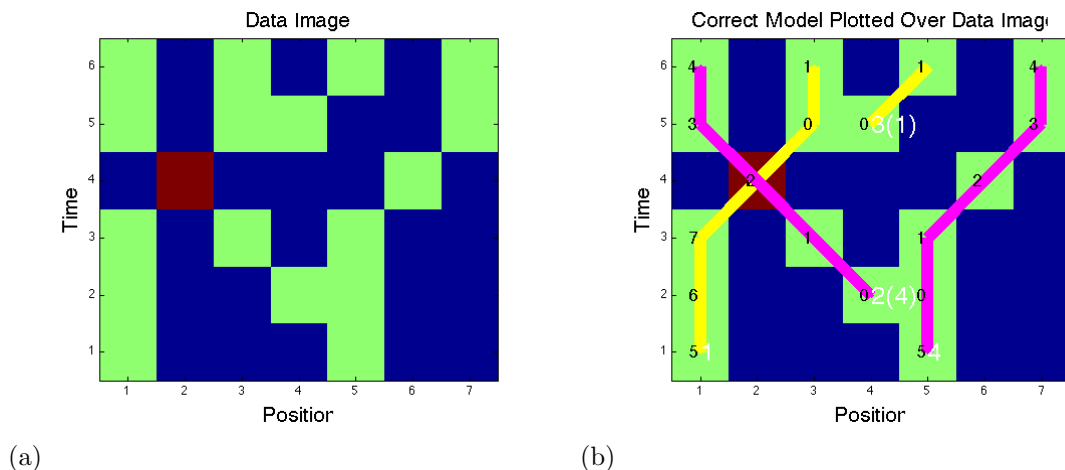 Data Image
Time
6
5
4
3
2
1
1 2 3 4 5 6 7
Positior
(a)
Correct Model Plotted Over Data Image
Time
6 4 1 1 4
5 3 0 0 3(1) 3
4 2 2
3 7 1 1
2 6 0 2(4) 0
1 5 1 5 4
1 2 3 4 5 6 7
Positior
(b)